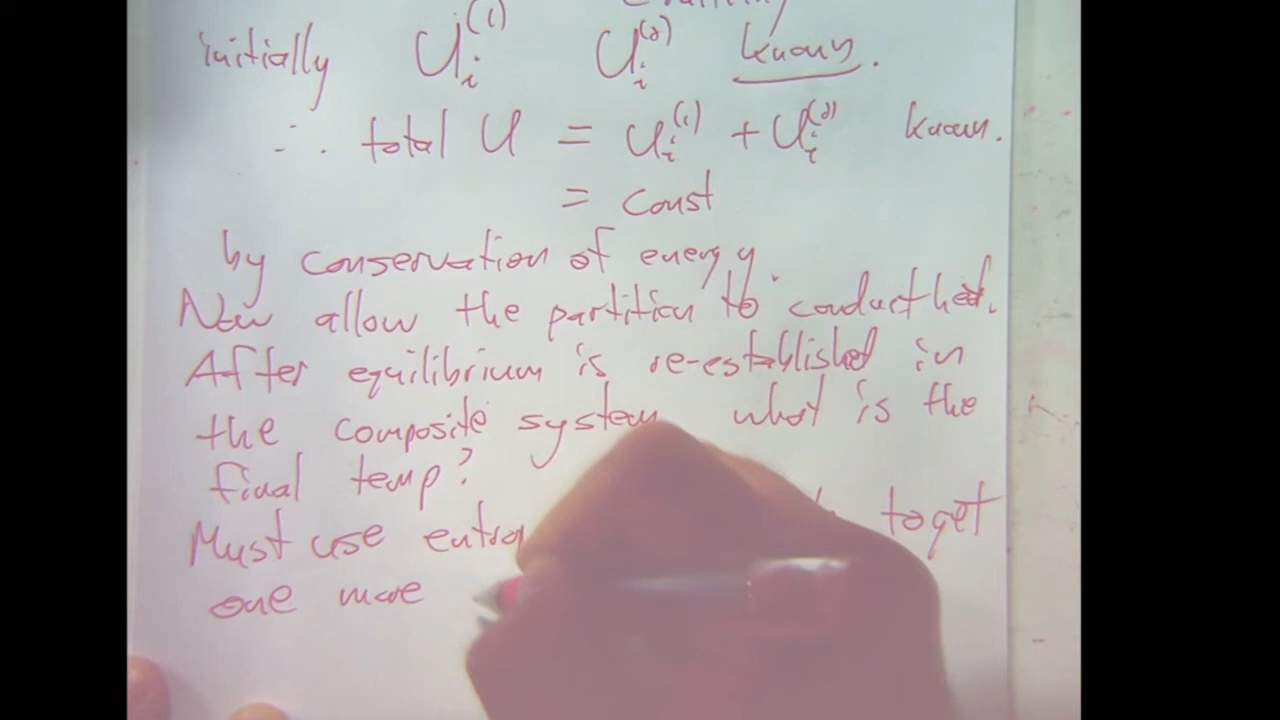 initially U_i^(1) U_i^(2) known.
∴ total U = U_i^(1) + U_i^(2) known.
= const
by conservation of energy.
Now allow the partition to conduct heat.
After equilibrium is re-established in
the composite system what is the
final temp?
Must use to get
one more